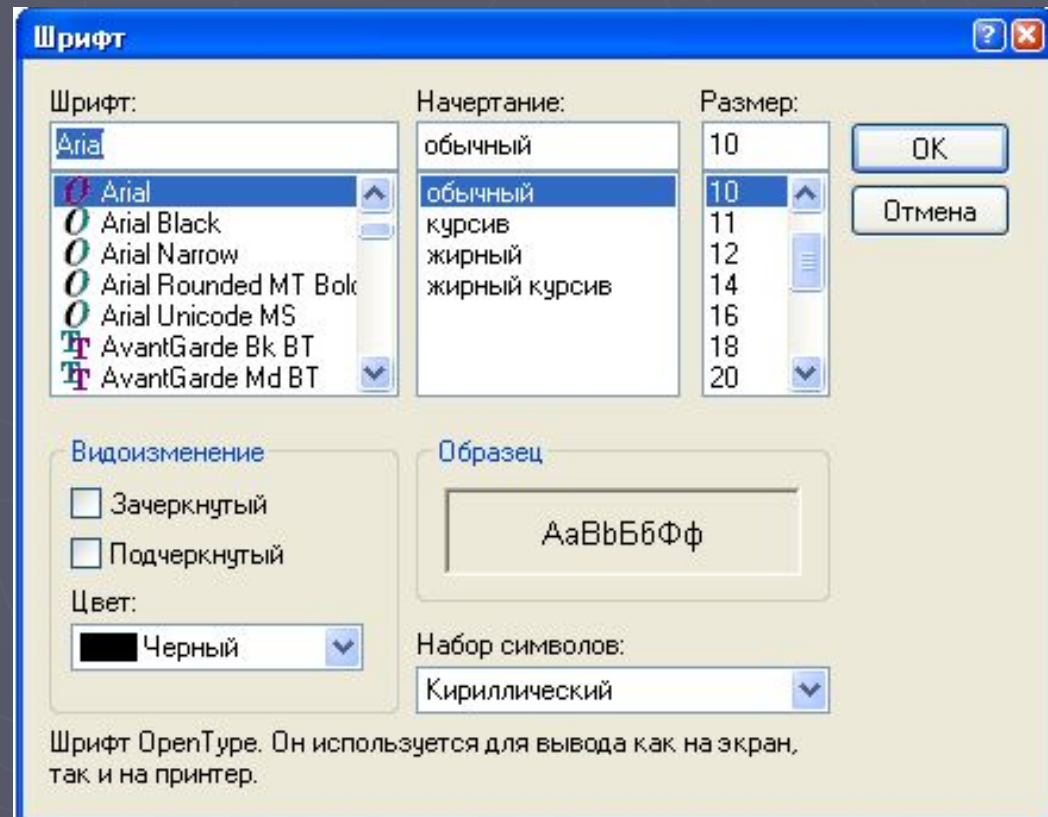 Шрифт
Шрифт:
Arial
Arial
Arial Black
Arial Narrow
Arial Rounded MT Bold
Arial Unicode MS
AvantGarde Bk BT
AvantGarde Md BT
Начертание:
обычный
обычный
курсив
жирный
жирный курсив
Размер:
10
10
11
12
14
16
18
20
OK
Отмена
Видоизменение
Зачеркнутый
Подчеркнутый
Цвет:
Черный
Образец
АаВbБбФф
Набор символов:
Кириллический
Шрифт OpenType. Он используется для вывода как на экран,
так и на принтер.